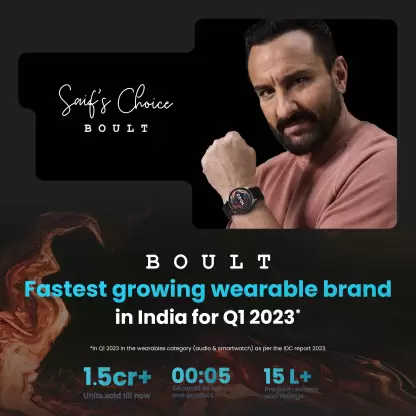 Saif's Choice
BOULT
BOULT
Fastest growing wearable brand
in India for Q1 2023*
*In Q1 2023 in the wearables category (audio & smartwatch) as per the IDC report 2023.
1.5cr+ 00:05 15 L+
Units sold till now
one product and ratings